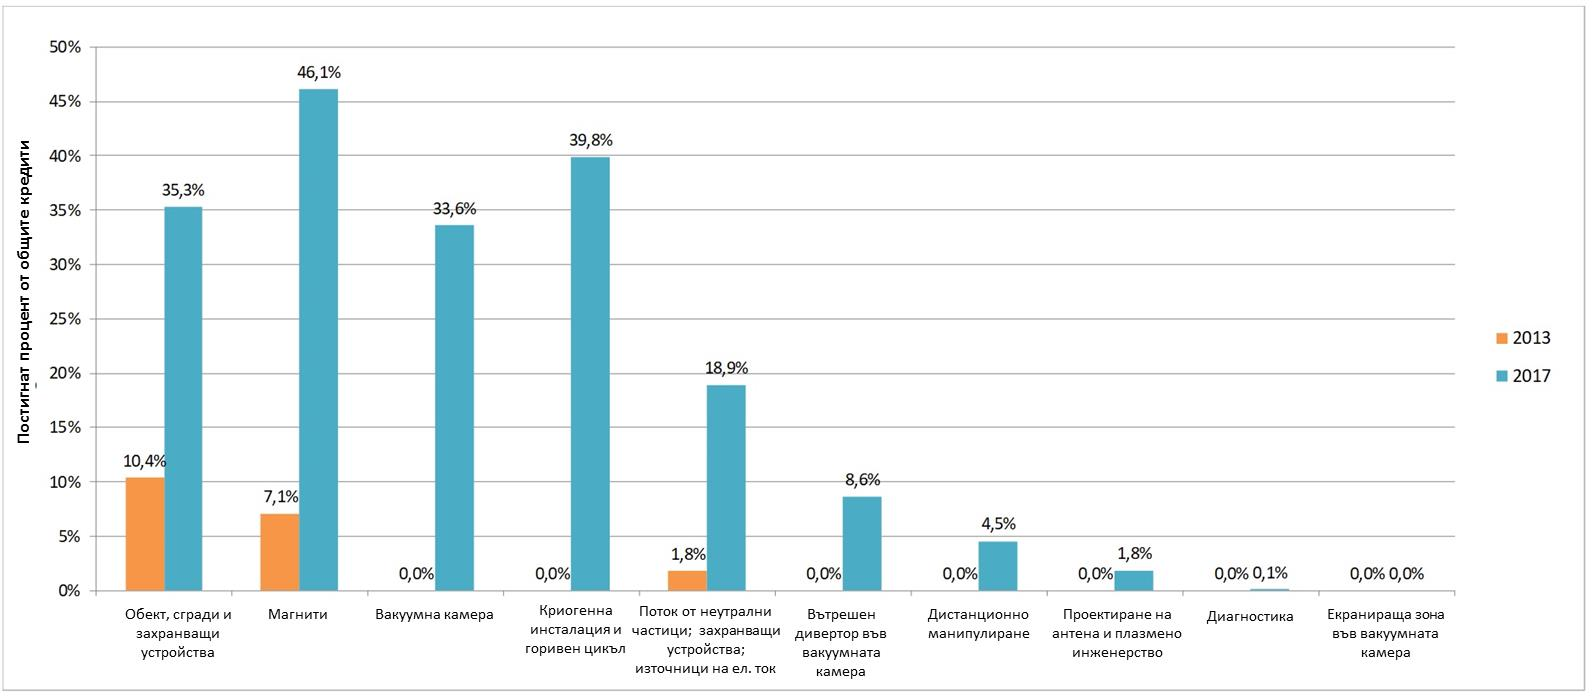 50%
45%
40%
35%
30%
25%
20%
15%
10%
5%
0%
Постигнат процент от общите кредити
10,4%
35,3%
7,1%
46,1%
0,0%
33,6%
0,0%
39,8%
1,8%
18,9%
0,0%
8,6%
0,0%
4,5%
0,0%
1,8%
0,0%
0,1%
0,0%
0,0%
Обект, сгради и
захранващи
устройства
Магнити
Вакуумна камера
Криогенна
инсталация и
горивен цикъл
Поток от неутрални
частици; захранващи
устройства;
източници на ел. ток
Вътрешен
дивертор във
вакуумната
камера
Дистанционно
манипулиране
Проектиране на
антена и плазмено
инженерство
Диагностика
Екранираща зона
във вакуумната
камера
2013
2017